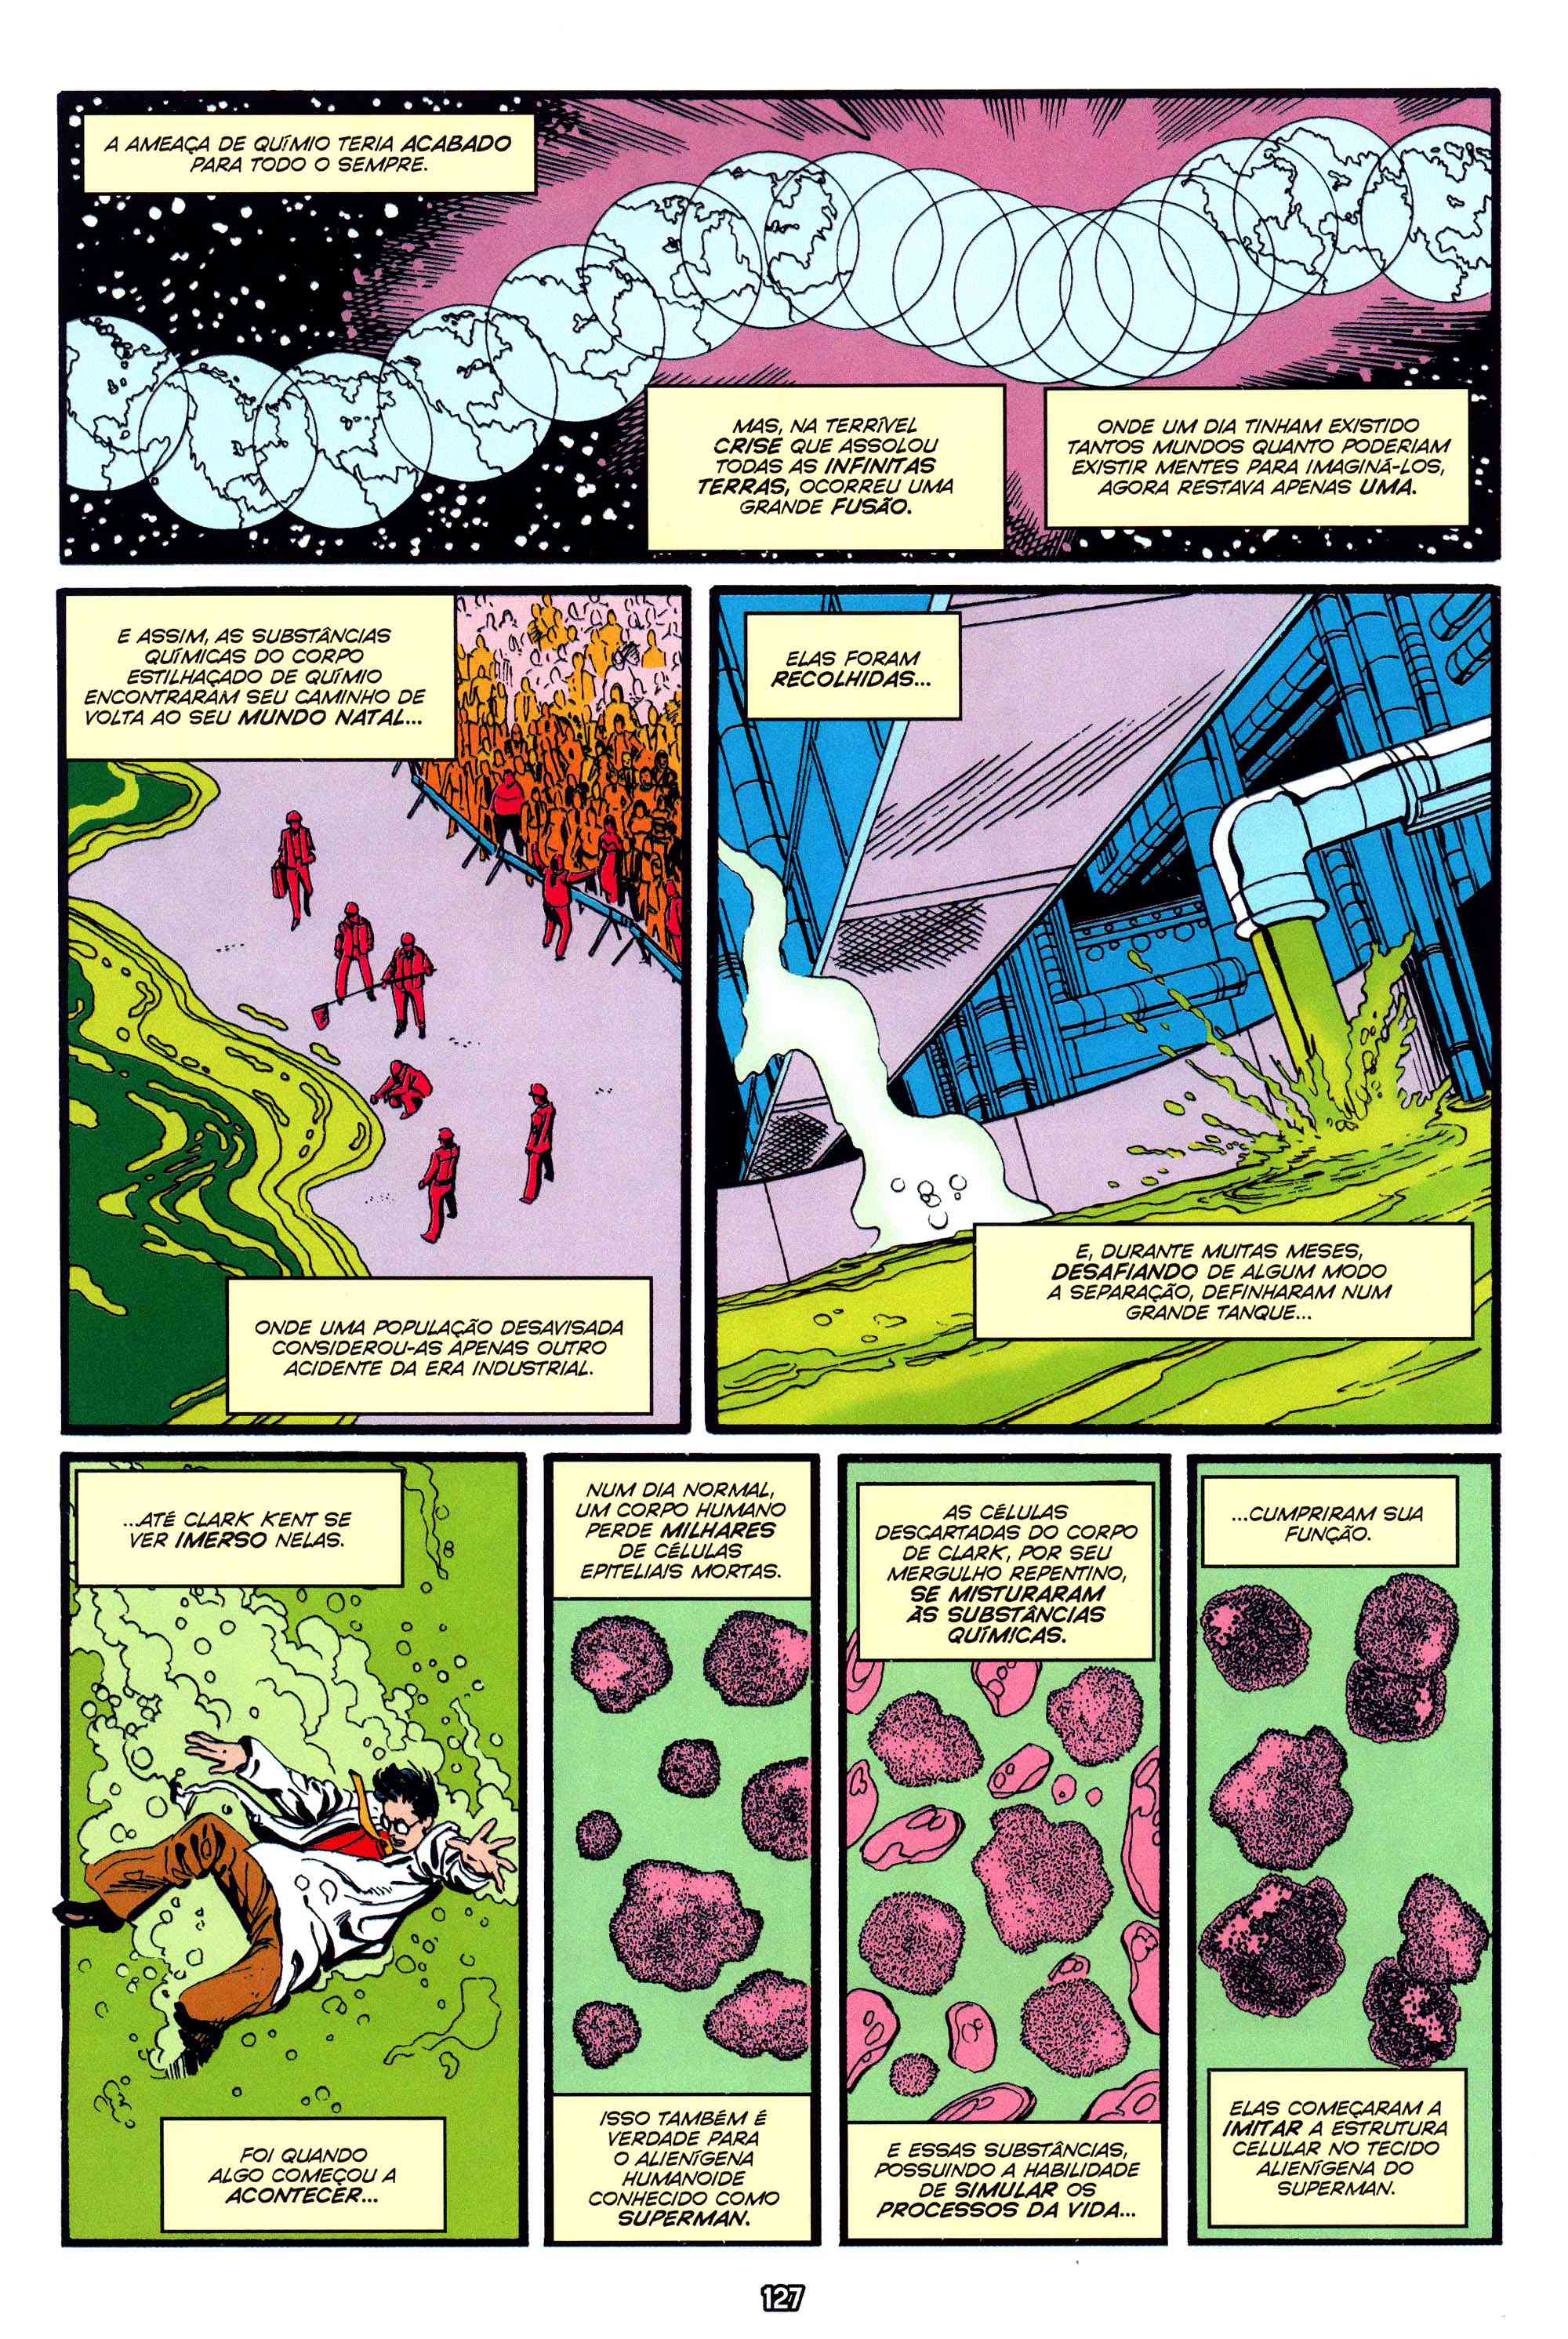 A AMEAÇA DE QUÍMIO TERIA ACABADO
PARA TODO O SEMPRE.
MAS, NA TERRÍVEL
CRISE QUE ASSOLOU
TODAS AS INFINITAS
TERRAS, OCORREU UMA
GRANDE FUSÃO.
ONDE UM DIA TINHAM EXISTIDO
TANTOS MUNDOS QUANTO PODERIAM
EXISTIR MENTES PARA IMAGINÁ-LOS,
AGORA RESTAVA APENAS UMA.
E ASSIM, AS SUBSTÂNCIAS
QUÍMICAS DO CORPO
ESTILHAÇADO DE QUÍMIO
ENCONTRARAM SEU CAMINHO DE
VOLTA AO SEU MUNDO NATAL...
ONDE UMA POPULAÇÃO DESAVISADA
CONSIDEROU-AS APENAS OUTRO
ACIDENTE DA ERA INDUSTRIAL.
ELAS FORAM
RECOLHIDAS...
E, DURANTE MUITAS MESES,
DESAFIANDO DE ALGUM MODO
A SEPARAÇÃO, DEFINHARAM NUM
GRANDE TANQUE...
...ATÉ CLARK KENT SE
VER IMERSO NELAS.
FOI QUANDO
ALGO COMEÇOU A
ACONTECER...
NUM DIA NORMAL,
UM CORPO HUMANO
PERDE MILHARES
DE CÉLULAS
EPITELIAIS MORTAS.
ISSO TAMBÉM É
VERDADE PARA
O ALIENÍGENA
HUMANOIDE
CONHECIDO COMO
SUPERMAN.
AS CÉLULAS
DESCARTADAS DO CORPO
DE CLARK, POR SEU
MERGULHO REPENTINO,
SE MISTURARAM
ÀS SUBSTÂNCIAS
QUÍMICAS.
E ESSAS SUBSTÂNCIAS,
POSSUINDO A HABILIDADE
DE SIMULAR OS
PROCESSOS DA VIDA...
...CUMPRIRAM SUA
FUNÇÃO.
ELAS COMEÇARAM A
IMITAR A ESTRUTURA
CELULAR NO TECIDO
ALIENÍGENA DO
SUPERMAN.
127